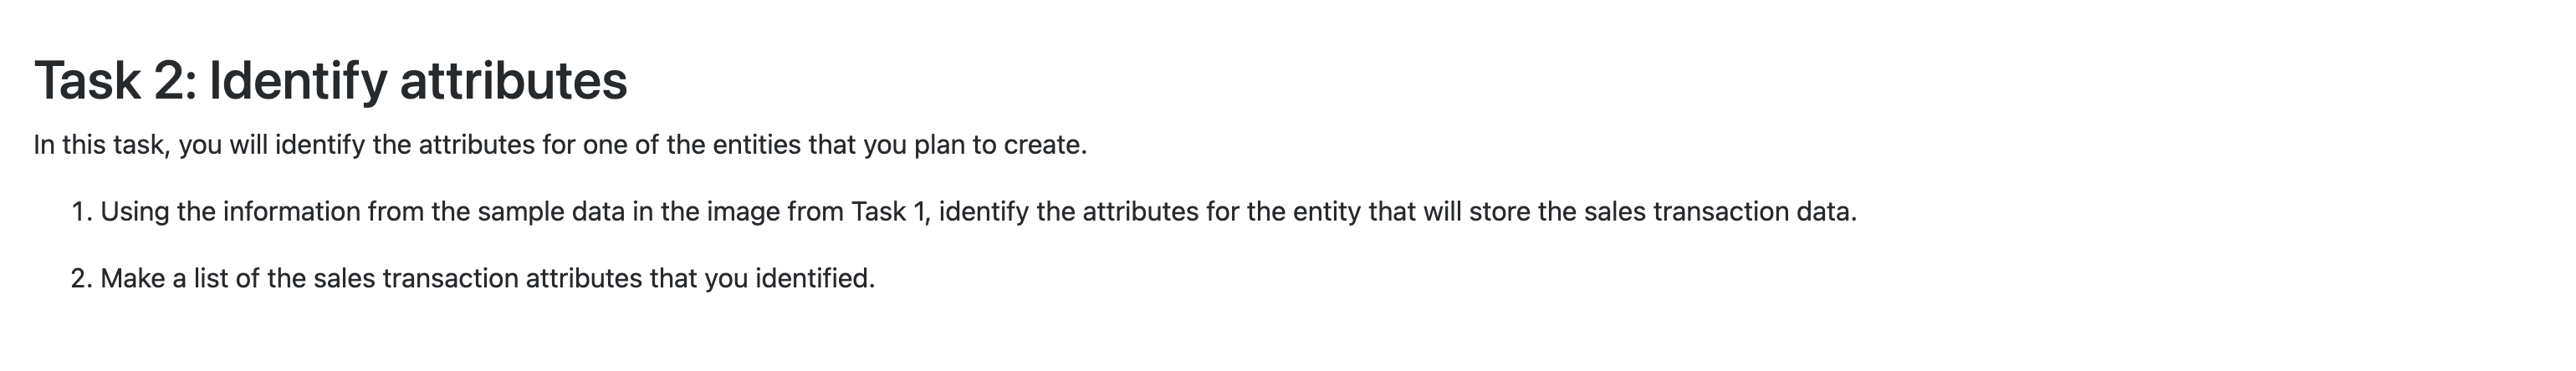 Task 2: Identify attributes
In this task, you will identify the attributes for one of the entities that you plan to create.
1. Using the information from the sample data in the image from Task 1, identify the attributes for the entity that will store the sales transaction data.
2. Make a list of the sales transaction attributes that you identified.